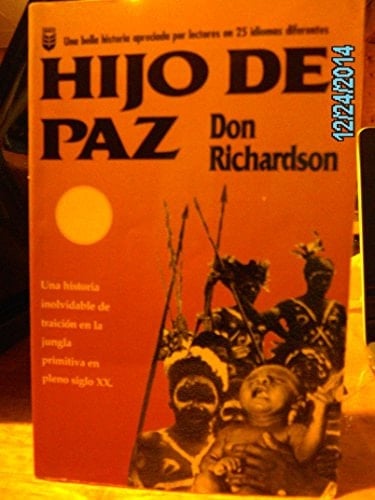 Una bella historia apreciada por lectores en 25 idiomas diferentes
HIJO DE
PAZ
Don
Richardson
Una historia
inolvidable de
traición en la
jungla
primitiva en
pleno siglo XX.
12/24/2014